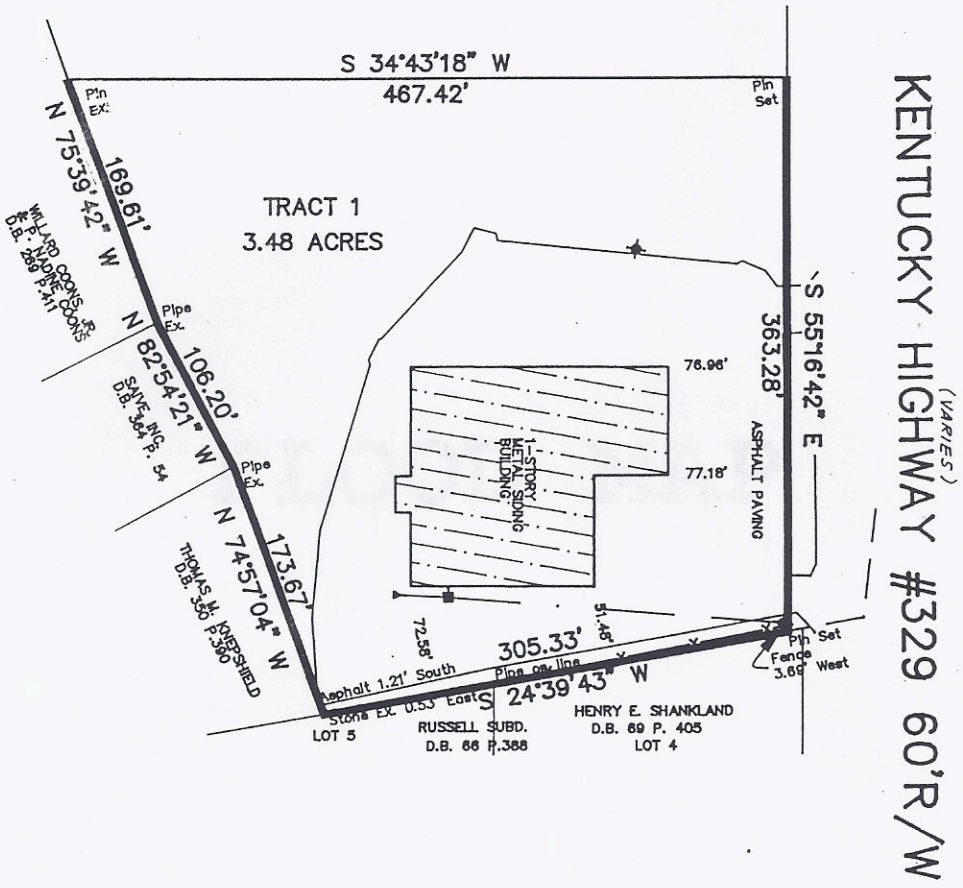 S 34°43'18" W
467.42'
Pin
Set
Pin
Ex.
N 75°39'42" W
169.61'
TRACT 1
3.48 ACRES
KENTUCKY HIGHWAY #329 60'R/W
(VARIES)
S 55°16'42" E
363.28'
WILLARD COONS, JR.
& P. NADINE COONS
D.B. 269 P.411
Pipe
Ex.
N 82°54'21" W
106.20'
SAIVE, INC.
D.B. 364 P. 54
76.96'
77.18'
1-STORY
METAL SIDING
BUILDING
ASPHALT PAVING
Pipe
Ex.
N 74°57'04" W
173.67'
THOMAS M. KNEPSHIELD
D.B. 350 P.390
72.58'
51.48'
305.33'
Pipe on line
S 24°39'43" W
Pin Set
Fence
3.69' West
Asphalt 1.21' South
Stone Ex. 0.53' East
LOT 5
RUSSELL SUBD.
D.B. 66 P.368
HENRY E. SHANKLAND
D.B. 69 P. 405
LOT 4